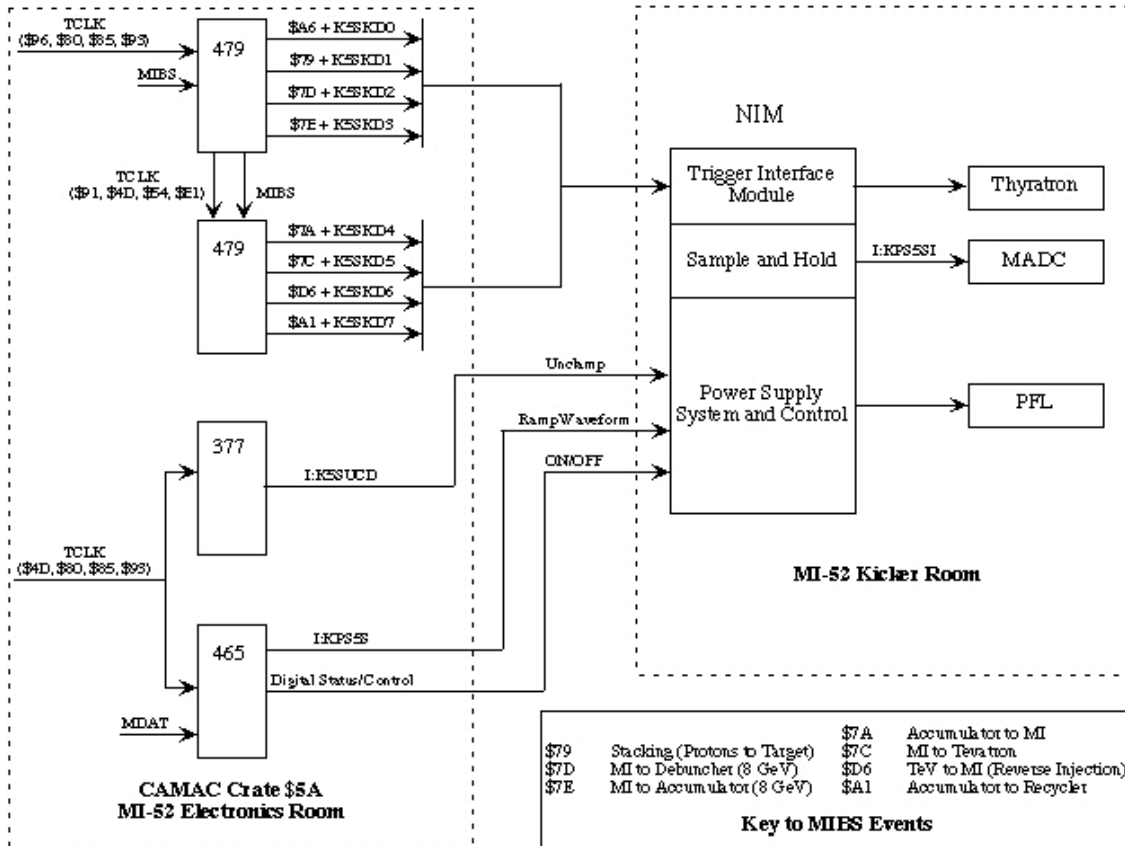 TCLK
($96, $80, $85, $93)
MIBS
479
$A6 + K5SKD0
$79 + K5SKD1
$7D + K5SKD2
$7E + K5SKD3
TCLK
($91, $4D, $54, $E1)
MIBS
479
$7A + K5SKD4
$7C + K5SKD5
$D6 + K5SKD6
$A1 + K5SKD7
377
I:K5SUCD
TCLK
($4D, $80, $85, $93)
465
I:KPS5S
Digital Status/Control
MDAT
CAMAC Crate $5A
MI-52 Electronics Room
Unclamp
Ramp Waveform
ON/OFF
NIM
Trigger Interface
Module
Sample and Hold
Power Supply
System and Control
Thyratron
I:KPS5SI
MADC
PFL
MI-52 Kicker Room
$79 Stacking (Protons to Target)
$7D MI to Debuncher (8 GeV)
$7E MI to Accumulator (8 GeV)
$7A Accumulator to MI
$7C MI to Tevatron
$D6 TeV to MI (Reverse Injection)
$A1 Accumulator to Recycler
Key to MIBS Events